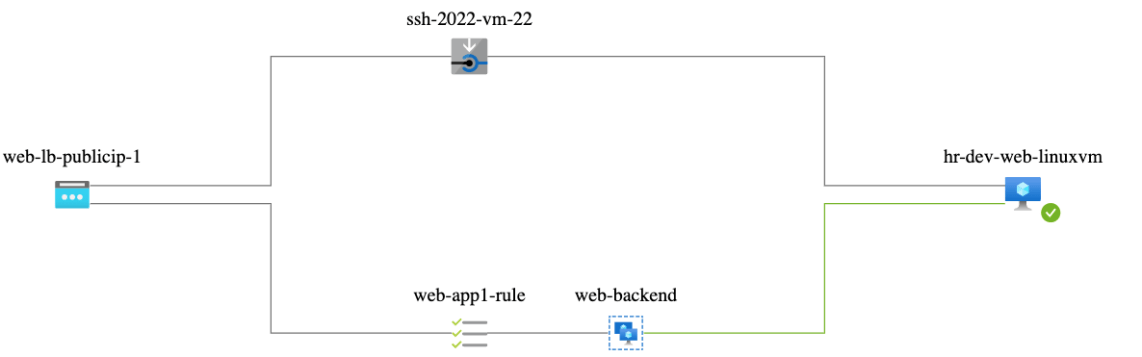 ssh-2022-vm-22
web-lb-publicip-1
hr-dev-web-linuxvm
web-app1-rule
web-backend